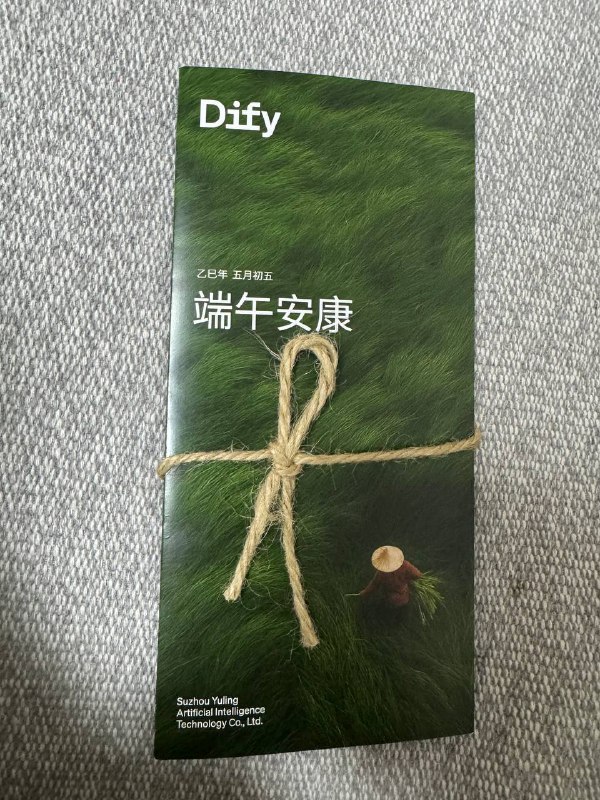 Dify
乙巳年 五月初五
端午安康
Suzhou Yuling
Artificial Intelligence
Technology Co., Ltd.